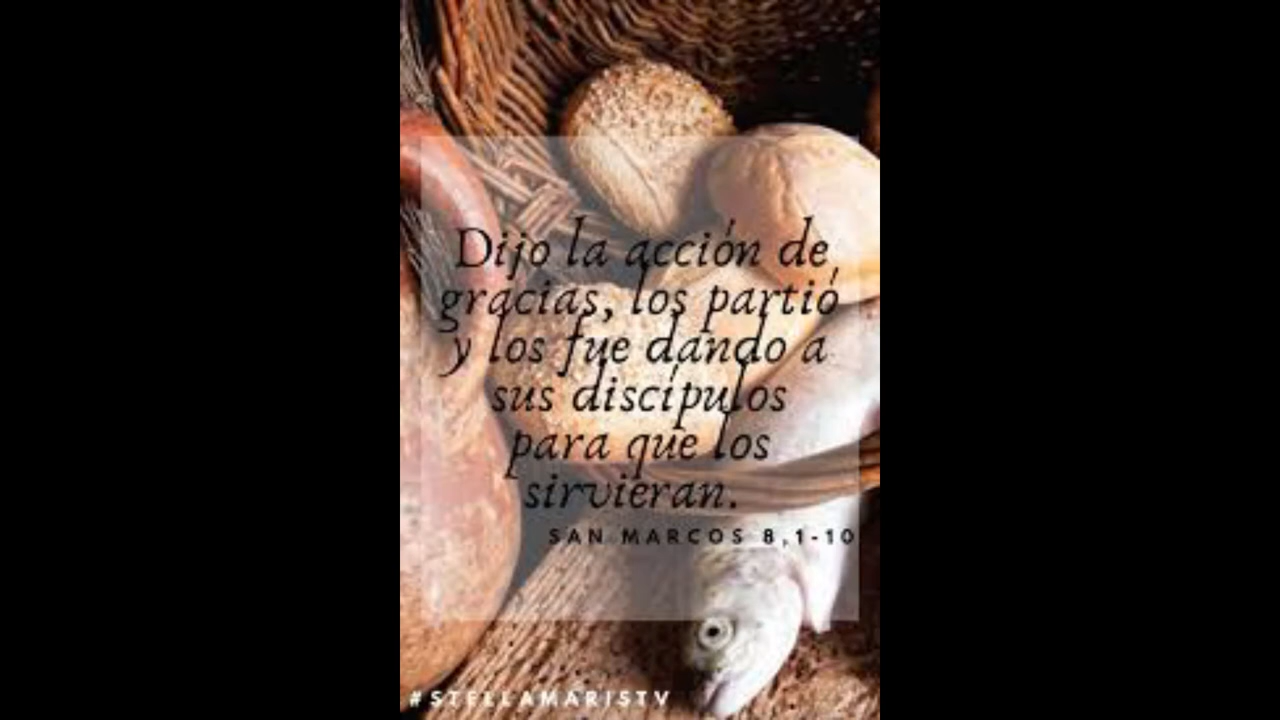 Dijo la acción de
gracias, los partió
y los fue dando a
sus discípulos
para que los
sirvieran.
SAN MARCOS 8,1-10
#STELLAMARISTV